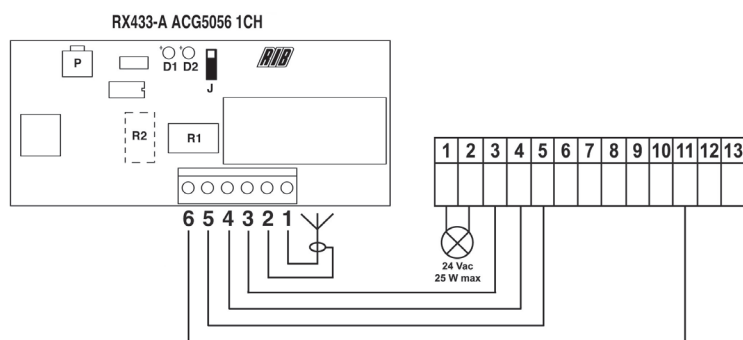 RX433-A ACG5056 1CH
P
D1 D2
RIB
J
R2
R1
1 2 3 4 5 6 7 8 9 10 11 12 13
6 5 4 3 2 1
24 Vac
25 W max